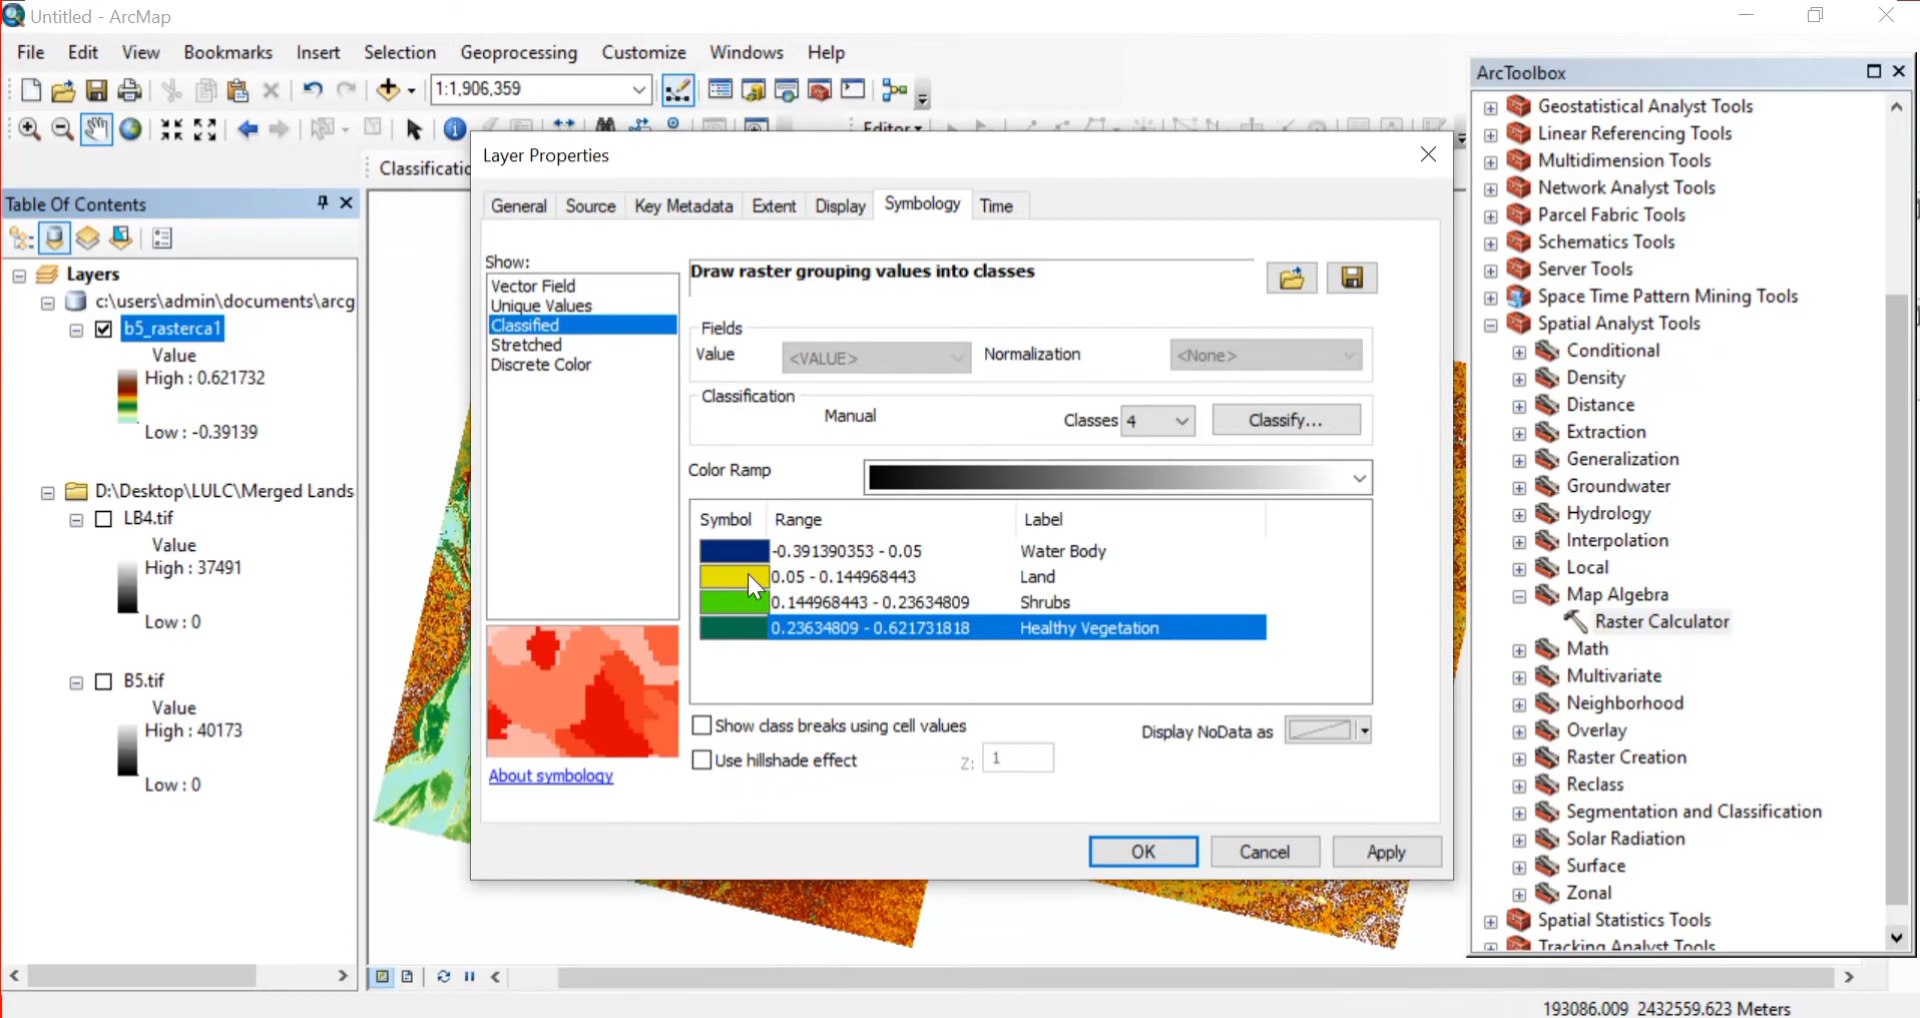 Untitled - ArcMap
File Edit View Bookmarks Insert Selection Geoprocessing Customize Windows Help
1:1,906,359
Editor
Classificatio
Table Of Contents
Layers
c:\users\admin\documents\arcg
b5_rasterca1
Value
High : 0.621732
Low : -0.39139
D:\Desktop\LULC\Merged Lands
LB4.tif
Value
High : 37491
Low : 0
B5.tif
Value
High : 40173
Low : 0
Layer Properties
General Source Key Metadata Extent Display Symbology Time
Show:
Vector Field
Unique Values
Classified
Stretched
Discrete Color
About symbology
Draw raster grouping values into classes
Fields
Value <VALUE> Normalization <None>
Classification
Manual Classes 4 Classify...
Color Ramp
Symbol Range Label
-0.391390353 - 0.05 Water Body
0.05 - 0.144968443 Land
0.144968443 - 0.23634809 Shrubs
0.23634809 - 0.621731818 Healthy Vegetation
Show class breaks using cell values Display NoData as
Use hillshade effect Z: 1
OK Cancel Apply
ArcToolbox
Geostatistical Analyst Tools
Linear Referencing Tools
Multidimension Tools
Network Analyst Tools
Parcel Fabric Tools
Schematics Tools
Server Tools
Space Time Pattern Mining Tools
Spatial Analyst Tools
Conditional
Density
Distance
Extraction
Generalization
Groundwater
Hydrology
Interpolation
Local
Map Algebra
Raster Calculator
Math
Multivariate
Neighborhood
Overlay
Raster Creation
Reclass
Segmentation and Classification
Solar Radiation
Surface
Zonal
Spatial Statistics Tools
Tracking Analyst Tools
193086.009 2432559.623 Meters